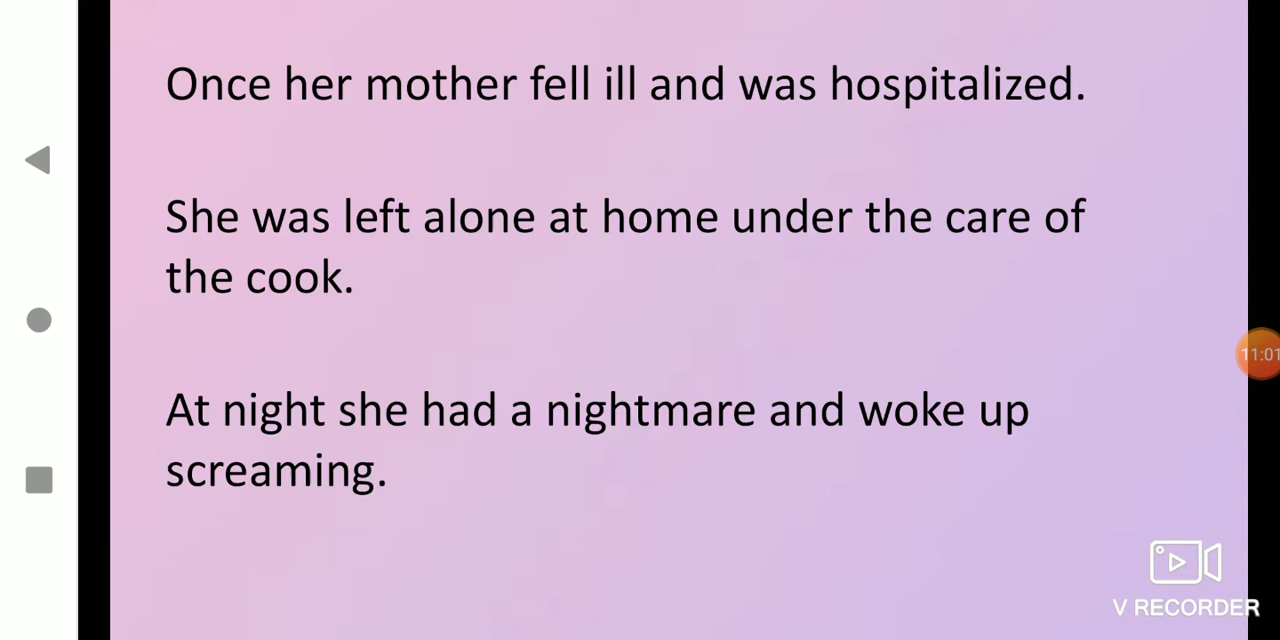 Once her mother fell ill and was hospitalized.
She was left alone at home under the care of
the cook.
At night she had a nightmare and woke up
screaming.
11:01
V RECORDER